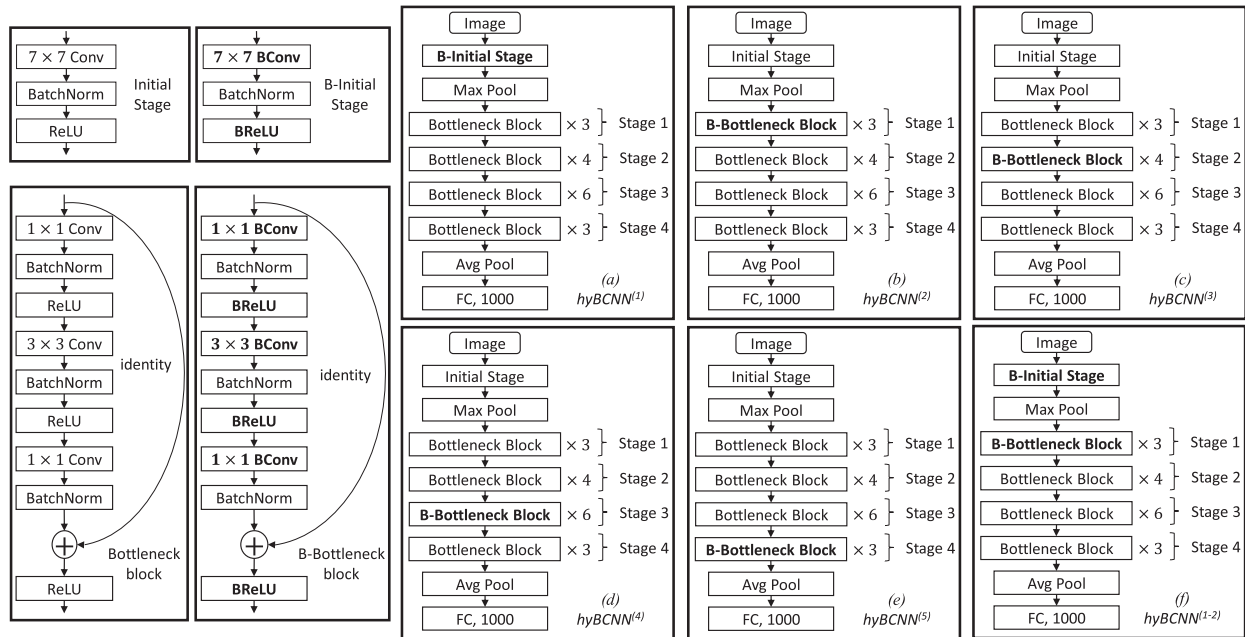 7 × 7 Conv
BatchNorm
ReLU
Initial
Stage
7 × 7 BConv
BatchNorm
BReLU
B-Initial
Stage
1 × 1 Conv
BatchNorm
ReLU
3 × 3 Conv
BatchNorm
ReLU
1 × 1 Conv
BatchNorm
+
ReLU
identity
Bottleneck
block
1 × 1 BConv
BatchNorm
BReLU
3 × 3 BConv
BatchNorm
BReLU
1 × 1 BConv
BatchNorm
+
BReLU
identity
B-Bottleneck
block
Image
B-Initial Stage
Max Pool
Bottleneck Block × 3 Stage 1
Bottleneck Block × 4 Stage 2
Bottleneck Block × 6 Stage 3
Bottleneck Block × 3 Stage 4
Avg Pool
FC, 1000
(a)
hyBCNN(1)
Image
Initial Stage
Max Pool
B-Bottleneck Block × 3 Stage 1
Bottleneck Block × 4 Stage 2
Bottleneck Block × 6 Stage 3
Bottleneck Block × 3 Stage 4
Avg Pool
FC, 1000
(b)
hyBCNN(2)
Image
Initial Stage
Max Pool
Bottleneck Block × 3 Stage 1
B-Bottleneck Block × 4 Stage 2
Bottleneck Block × 6 Stage 3
Bottleneck Block × 3 Stage 4
Avg Pool
FC, 1000
(c)
hyBCNN(3)
Image
Initial Stage
Max Pool
Bottleneck Block × 3 Stage 1
Bottleneck Block × 4 Stage 2
B-Bottleneck Block × 6 Stage 3
Bottleneck Block × 3 Stage 4
Avg Pool
FC, 1000
(d)
hyBCNN(4)
Image
Initial Stage
Max Pool
Bottleneck Block × 3 Stage 1
Bottleneck Block × 4 Stage 2
Bottleneck Block × 6 Stage 3
B-Bottleneck Block × 3 Stage 4
Avg Pool
FC, 1000
(e)
hyBCNN(5)
Image
B-Initial Stage
Max Pool
B-Bottleneck Block × 3 Stage 1
Bottleneck Block × 4 Stage 2
Bottleneck Block × 6 Stage 3
Bottleneck Block × 3 Stage 4
Avg Pool
FC, 1000
(f)
hyBCNN(1-2)